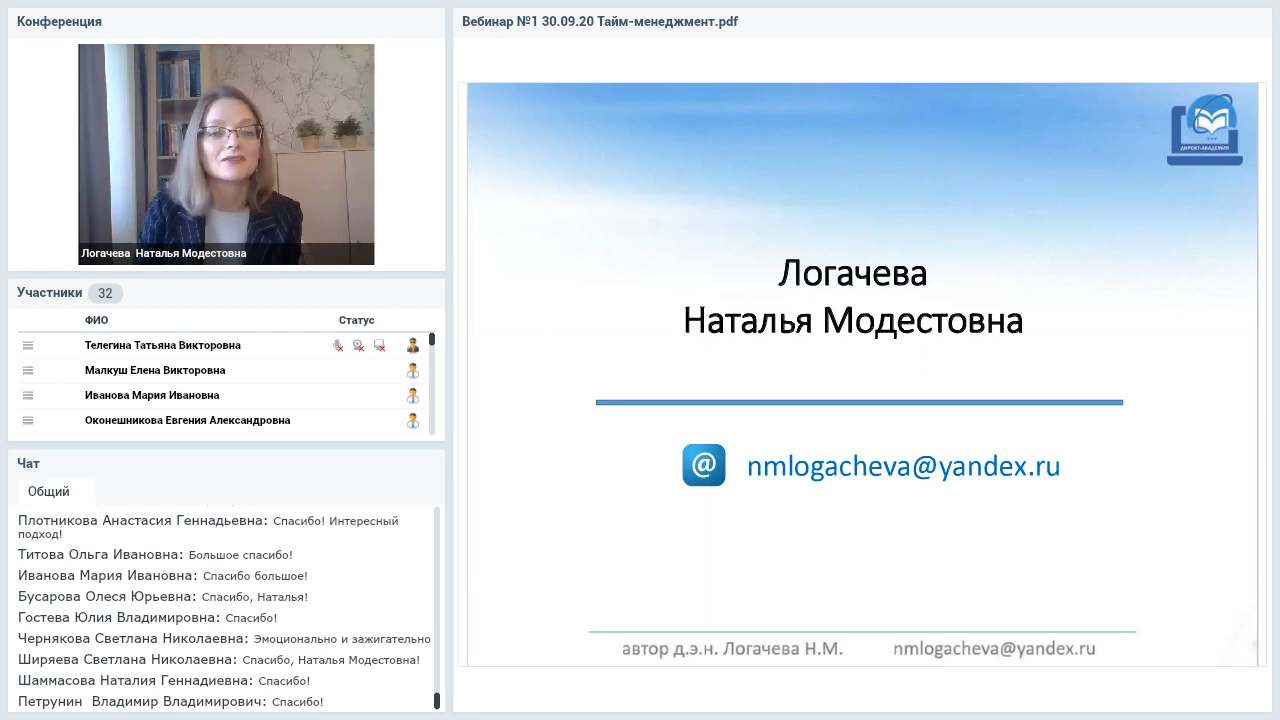 Конференция
Логачева  Наталья Модестовна
Участники 32
ФИО Статус
Телегина Татьяна Викторовна
Малкуш Елена Викторовна
Иванова Мария Ивановна
Оконешникова Евгения Александровна
Чат
Общий
Плотникова Анастасия Геннадьевна: Спасибо! Интересный
подход!
Титова Ольга Ивановна: Большое спасибо!
Иванова Мария Ивановна: Спасибо большое!
Бусарова Олеся Юрьевна: Спасибо, Наталья!
Гостева Юлия Владимировна: Спасибо!
Чернякова Светлана Николаевна: Эмоционально и зажигательно
Ширяева Светлана Николаевна: Спасибо, Наталья Модестовна!
Шаммасова Наталия Геннадиевна: Спасибо!
Петрунин  Владимир Владимирович: Спасибо!
Вебинар №1 30.09.20 Тайм-менеджмент.pdf
ДИРЕКТ-АКАДЕМИЯ
Логачева
Наталья Модестовна
@ nmlogacheva@yandex.ru
автор д.э.н. Логачева Н.М. nmlogacheva@yandex.ru